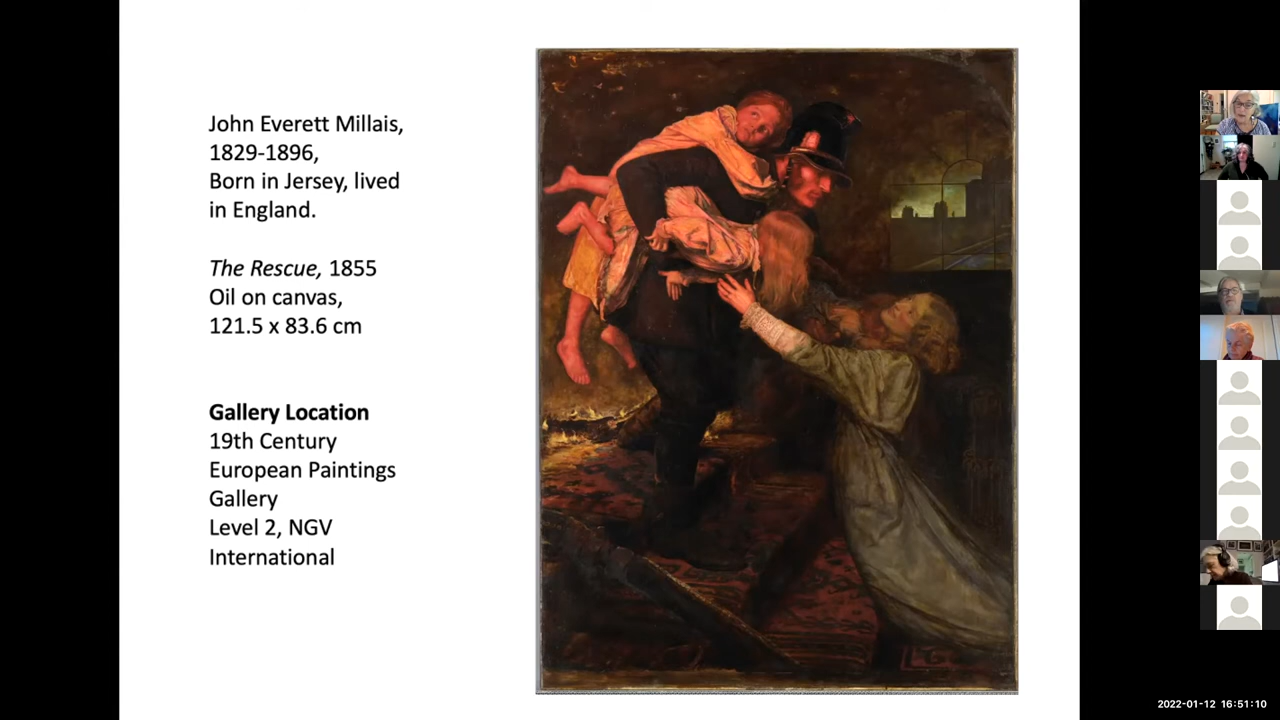 John Everett Millais,
1829-1896,
Born in Jersey, lived
in England.
The Rescue, 1855
Oil on canvas,
121.5 x 83.6 cm
Gallery Location
19th Century
European Paintings
Gallery
Level 2, NGV
International
2022-01-12 16:51:10